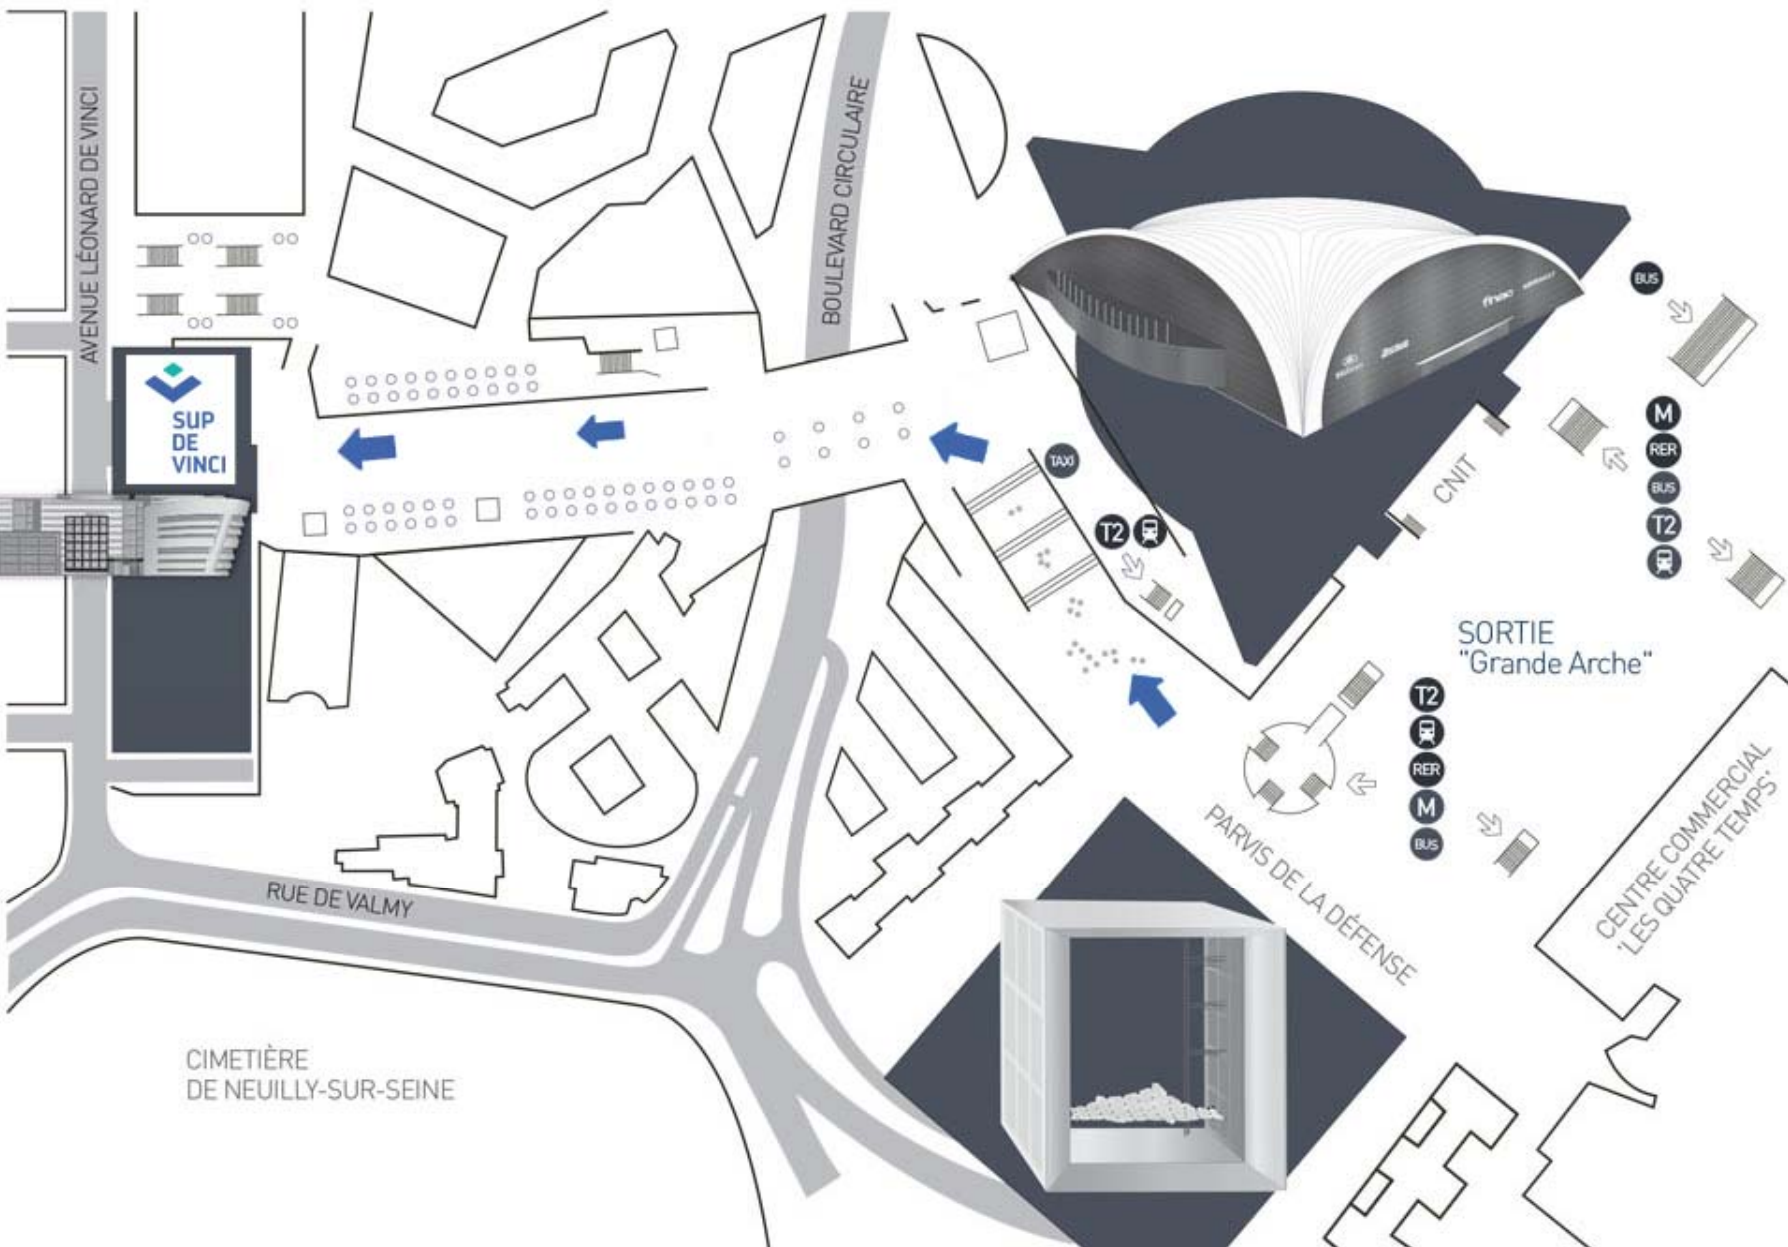 AVENUE LÉONARD DE VINCI
BOULEVARD CIRCULAIRE
SUP
DE
VINCI
fnac
BUS
M
RER
BUS
T2
TAXI
T2
CNIT
SORTIE
"Grande Arche"
T2
RER
M
BUS
PARVIS DE LA DÉFENSE
CENTRE COMMERCIAL
'LES QUATRE TEMPS'
RUE DE VALMY
CIMETIÈRE
DE NEUILLY-SUR-SEINE